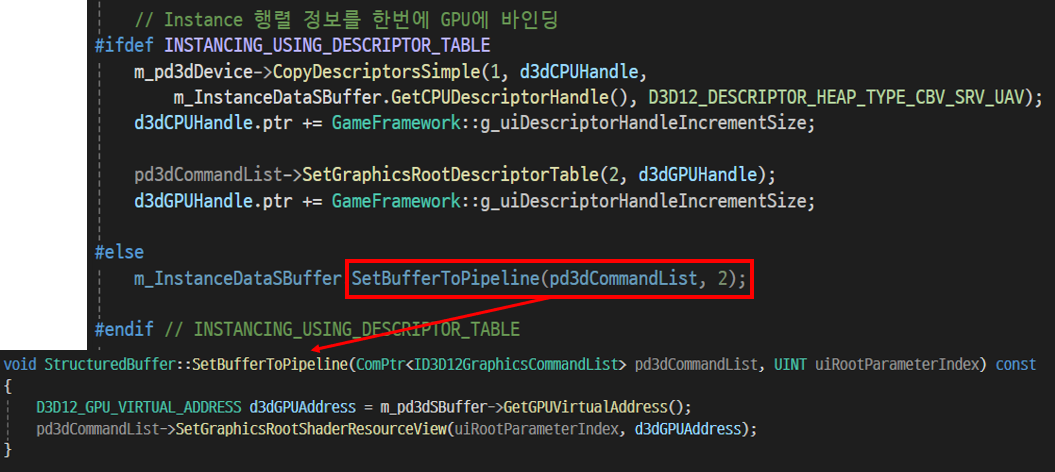 // Instance 행렬 정보를 한번에 GPU에 바인딩
#ifdef INSTANCING_USING_DESCRIPTOR_TABLE
m_pd3dDevice->CopyDescriptorsSimple(1, d3dCPUHandle,
m_InstanceDataSBuffer.GetCPUDescriptorHandle(), D3D12_DESCRIPTOR_HEAP_TYPE_CBV_SRV_UAV);
d3dCPUHandle.ptr += GameFramework::g_uiDescriptorHandleIncrementSize;
pd3dCommandList->SetGraphicsRootDescriptorTable(2, d3dGPUHandle);
d3dGPUHandle.ptr += GameFramework::g_uiDescriptorHandleIncrementSize;
#else
m_InstanceDataSBuffer SetBufferToPipeline(pd3dCommandList, 2);
#endif // INSTANCING_USING_DESCRIPTOR_TABLE
void StructuredBuffer::SetBufferToPipeline(ComPtr<ID3D12GraphicsCommandList> pd3dCommandList, UINT uiRootParameterIndex) const
{
D3D12_GPU_VIRTUAL_ADDRESS d3dGPUAddress = m_pd3dSBuffer->GetGPUVirtualAddress();
pd3dCommandList->SetGraphicsRootShaderResourceView(uiRootParameterIndex, d3dGPUAddress);
}